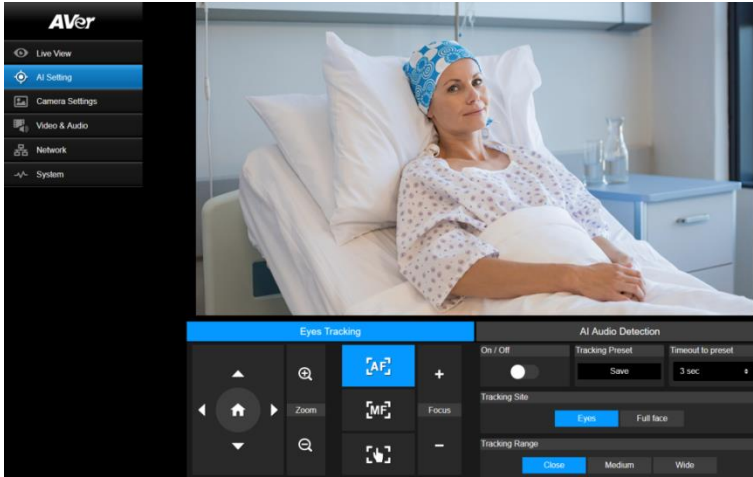 AVer
Live View
AI Setting
Camera Settings
Video & Audio
Network
System
Eyes Tracking
AI Audio Detection
Zoom
[AF]
[MF]
+
Focus
−
On / Off
Tracking Preset
Timeout to preset
Save
3 sec
Tracking Site
Eyes
Full face
Tracking Range
Close
Medium
Wide